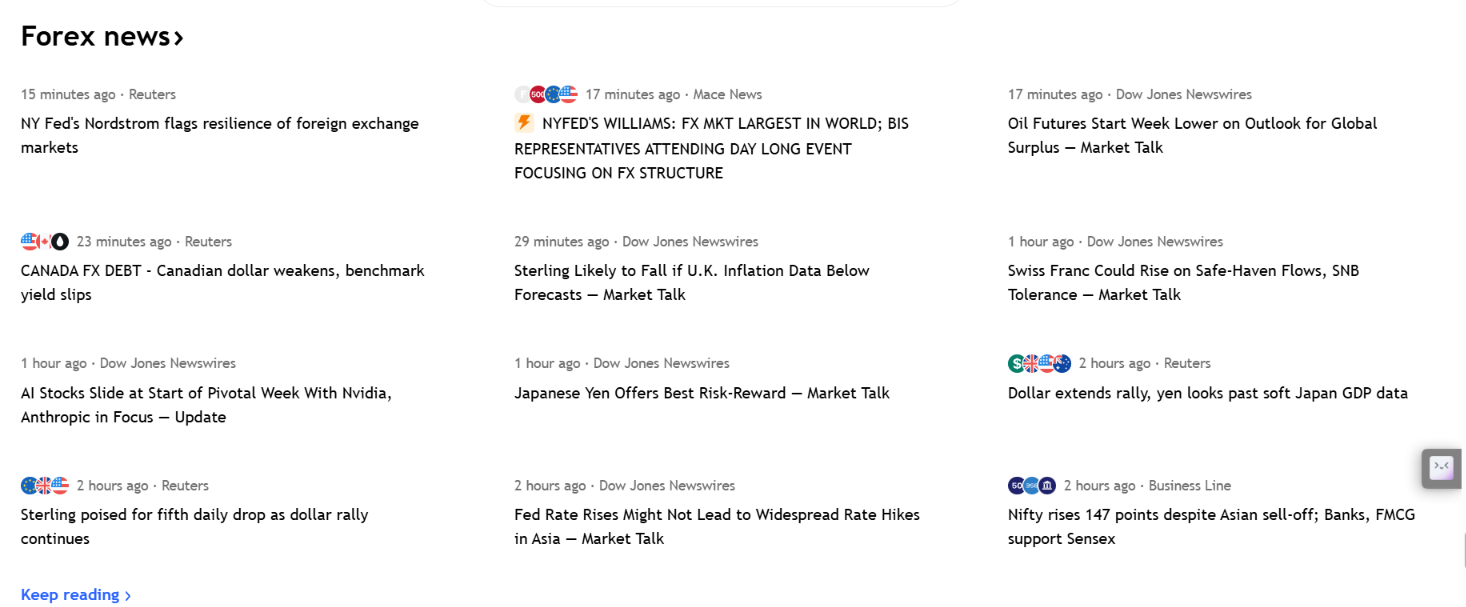 Forex news›
15 minutes ago · Reuters
NY Fed's Nordstrom flags resilience of foreign exchange
markets
500
17 minutes ago · Mace News
NYFED'S WILLIAMS: FX MKT LARGEST IN WORLD; BIS
REPRESENTATIVES ATTENDING DAY LONG EVENT
FOCUSING ON FX STRUCTURE
17 minutes ago · Dow Jones Newswires
Oil Futures Start Week Lower on Outlook for Global
Surplus — Market Talk
23 minutes ago · Reuters
CANADA FX DEBT - Canadian dollar weakens, benchmark
yield slips
29 minutes ago · Dow Jones Newswires
Sterling Likely to Fall if U.K. Inflation Data Below
Forecasts — Market Talk
1 hour ago · Dow Jones Newswires
Swiss Franc Could Rise on Safe-Haven Flows, SNB
Tolerance — Market Talk
1 hour ago · Dow Jones Newswires
AI Stocks Slide at Start of Pivotal Week With Nvidia,
Anthropic in Focus — Update
1 hour ago · Dow Jones Newswires
Japanese Yen Offers Best Risk-Reward — Market Talk
$
2 hours ago · Reuters
Dollar extends rally, yen looks past soft Japan GDP data
2 hours ago · Reuters
Sterling poised for fifth daily drop as dollar rally
continues
2 hours ago · Dow Jones Newswires
Fed Rate Rises Might Not Lead to Widespread Rate Hikes
in Asia — Market Talk
50
2 hours ago · Business Line
Nifty rises 147 points despite Asian sell-off; Banks, FMCG
support Sensex
Keep reading ›